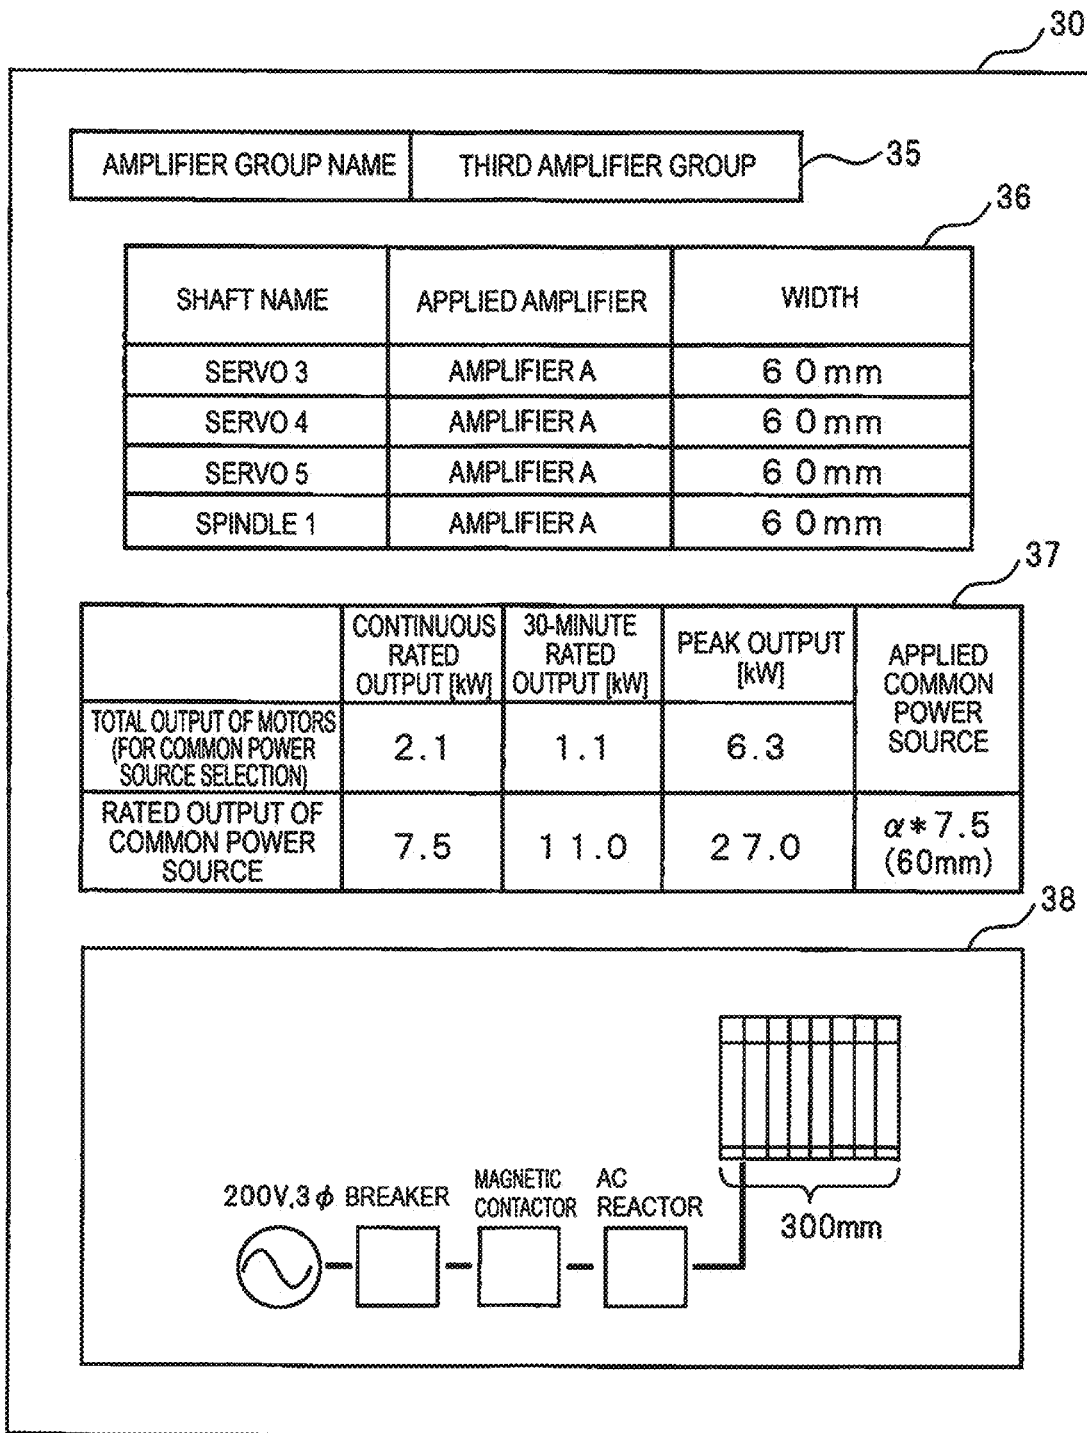 30
AMPLIFIER GROUP NAME THIRD AMPLIFIER GROUP
35
36
SHAFT NAME APPLIED AMPLIFIER WIDTH
SERVO 3 AMPLIFIER A 60mm
SERVO 4 AMPLIFIER A 60mm
SERVO 5 AMPLIFIER A 60mm
SPINDLE 1 AMPLIFIER A 60mm
37
CONTINUOUS
RATED
OUTPUT [kW]
30-MINUTE
RATED
OUTPUT [kW]
PEAK OUTPUT
[kW]
APPLIED
COMMON
POWER
SOURCE
TOTAL OUTPUT OF MOTORS
(FOR COMMON POWER
SOURCE SELECTION)
2.1 1.1 6.3
RATED OUTPUT OF
COMMON POWER
SOURCE
7.5 11.0 27.0
α*7.5
(60mm)
38
200V,3ϕ BREAKER
MAGNETIC
CONTACTOR
AC
REACTOR
300mm